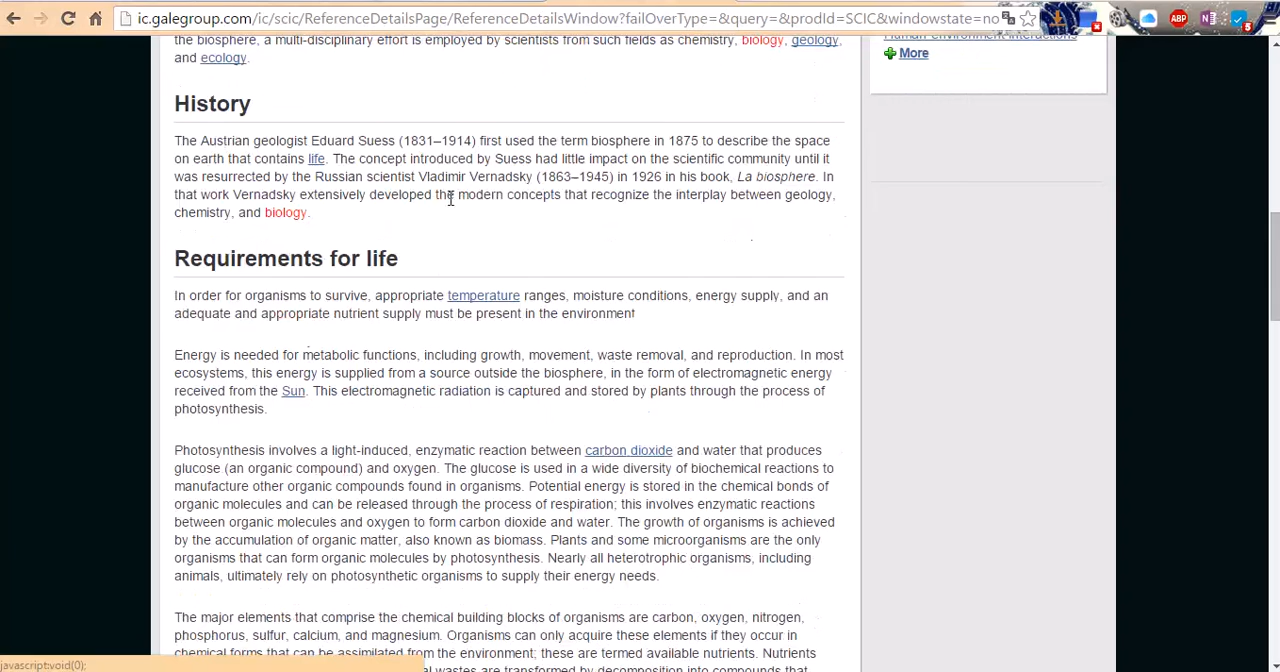 ic.galegroup.com/ic/scic/ReferenceDetailsPage/ReferenceDetailsWindow?failOverType=&query=&prodId=SCIC&windowstate=no
ABP
N
5
the biosphere, a multi-disciplinary effort is employed by scientists from such fields as chemistry, biology, geology,
and ecology.
Human-environment interactions
More
History
The Austrian geologist Eduard Suess (1831–1914) first used the term biosphere in 1875 to describe the space
on earth that contains life. The concept introduced by Suess had little impact on the scientific community until it
was resurrected by the Russian scientist Vladimir Vernadsky (1863–1945) in 1926 in his book, La biosphere. In
that work Vernadsky extensively developed the modern concepts that recognize the interplay between geology,
chemistry, and biology.
Requirements for life
In order for organisms to survive, appropriate temperature ranges, moisture conditions, energy supply, and an
adequate and appropriate nutrient supply must be present in the environment
Energy is needed for metabolic functions, including growth, movement, waste removal, and reproduction. In most
ecosystems, this energy is supplied from a source outside the biosphere, in the form of electromagnetic energy
received from the Sun. This electromagnetic radiation is captured and stored by plants through the process of
photosynthesis.
Photosynthesis involves a light-induced, enzymatic reaction between carbon dioxide and water that produces
glucose (an organic compound) and oxygen. The glucose is used in a wide diversity of biochemical reactions to
manufacture other organic compounds found in organisms. Potential energy is stored in the chemical bonds of
organic molecules and can be released through the process of respiration; this involves enzymatic reactions
between organic molecules and oxygen to form carbon dioxide and water. The growth of organisms is achieved
by the accumulation of organic matter, also known as biomass. Plants and some microorganisms are the only
organisms that can form organic molecules by photosynthesis. Nearly all heterotrophic organisms, including
animals, ultimately rely on photosynthetic organisms to supply their energy needs.
The major elements that comprise the chemical building blocks of organisms are carbon, oxygen, nitrogen,
phosphorus, sulfur, calcium, and magnesium. Organisms can only acquire these elements if they occur in
chemical forms that can be assimilated from the environment; these are termed available nutrients. Nutrients
wastes are transformed by decomposition into compounds that
javascript:void(0);